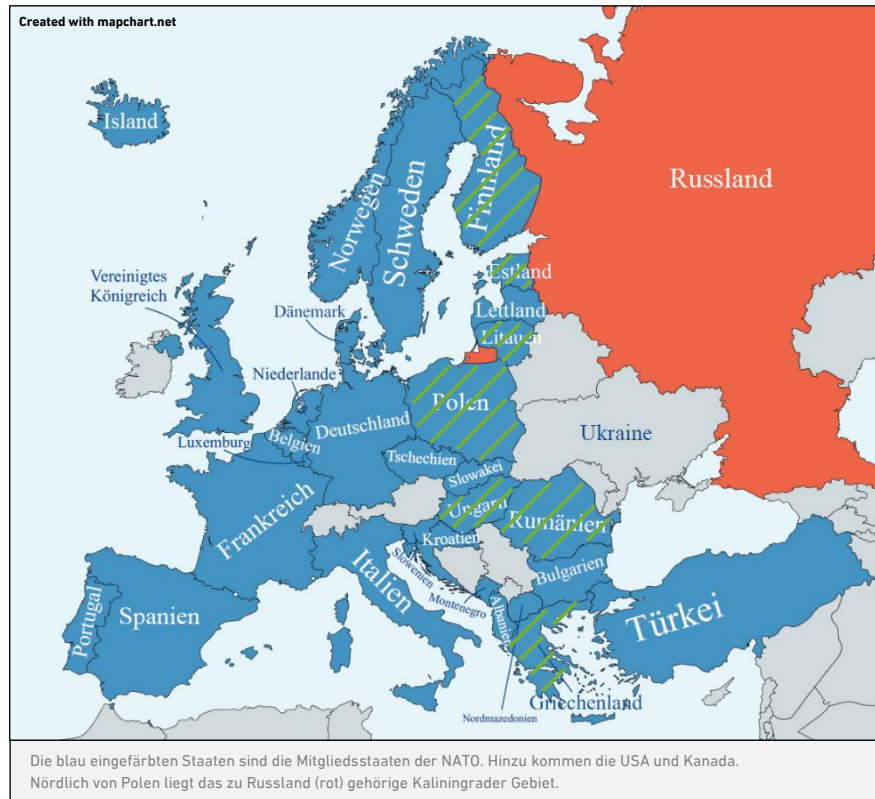 Created with mapchart.net
Island
Finnland
Russland
Norwegen
Schweden
Vereinigtes
Königreich
Estland
Dänemark
Lettland
Litauen
Niederlande
Polen
Deutschland
Belgien
Ukraine
Luxemburg
Tschechien
Slowakei
Frankreich
Ungarn
Rumänien
Kroatien
Slowenien
Italien
Bulgarien
Montenegro
Albanien
Portugal
Spanien
Türkei
Griechenland
Nordmazedonien
Die blau eingefärbten Staaten sind die Mitgliedsstaaten der NATO. Hinzu kommen die USA und Kanada.
Nördlich von Polen liegt das zu Russland (rot) gehörige Kaliningrader Gebiet.